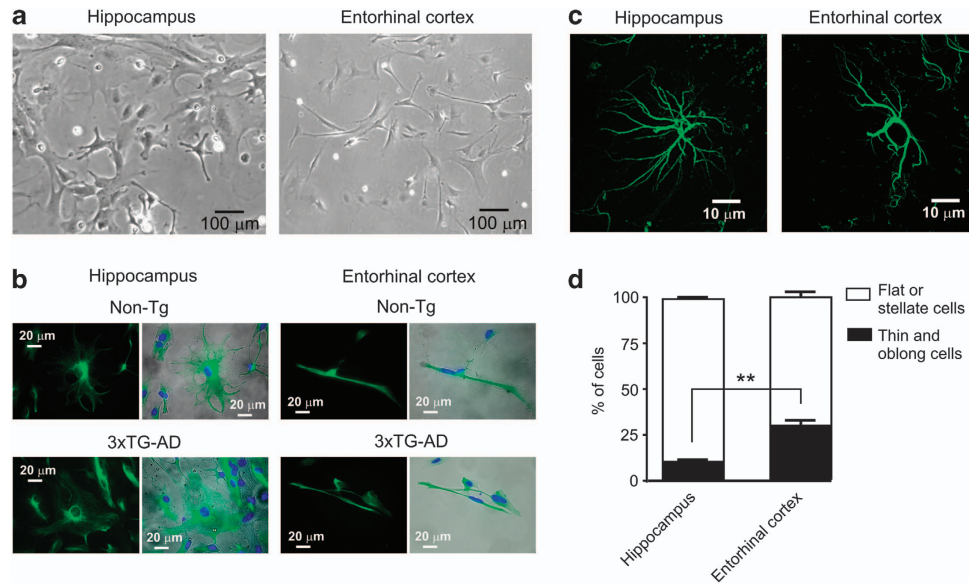 a
Hippocampus
Entorhinal cortex
100 μm
100 μm
b
Hippocampus
Entorhinal cortex
Non-Tg
Non-Tg
20 μm
20 μm
20 μm
20 μm
3xTG-AD
3xTG-AD
20 μm
20 μm
20 μm
20 μm
c
Hippocampus
Entorhinal cortex
10 μm
10 μm
d
Flat or
stellate cells
Thin and
oblong cells
% of cells
100
75
50
25
0
**
Hippocampus
Entorhinal cortex